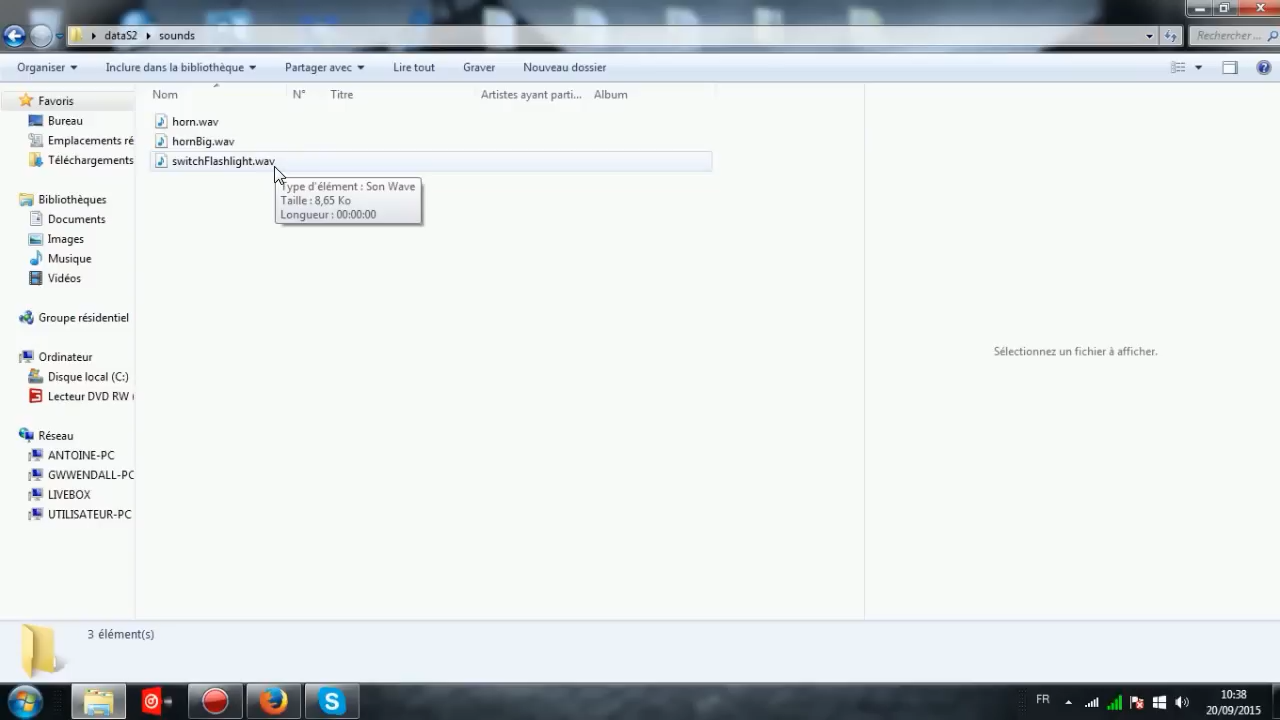 dataS2 sounds
Rechercher ...
Organiser Inclure dans la bibliothèque Partager avec Lire tout Graver Nouveau dossier
Nom N° Titre Artistes ayant parti... Album
Favoris
Bureau
Emplacements ré
Téléchargements
Bibliothèques
Documents
Images
Musique
Vidéos
Groupe résidentiel
Ordinateur
Disque local (C:)
Lecteur DVD RW (
Réseau
ANTOINE-PC
GWWENDALL-PC
LIVEBOX
UTILISATEUR-PC
horn.wav
hornBig.wav
switchFlashlight.wav
Type d'élément : Son Wave
Taille : 8,65 Ko
Longueur : 00:00:00
Sélectionnez un fichier à afficher.
3 élément(s)
FR
10:38
20/09/2015